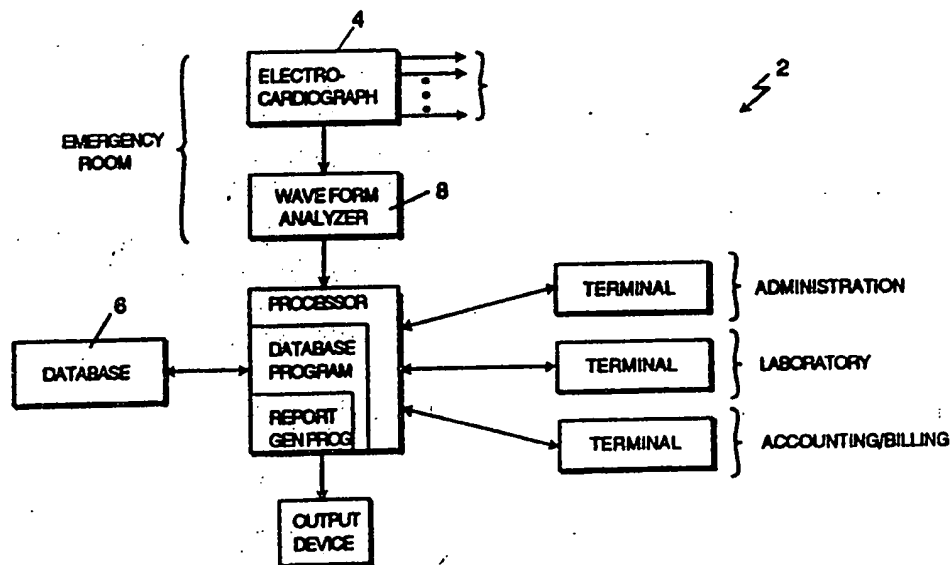 4
ELECTRO-
CARDIOGRAPH
2
EMERGENCY
ROOM
8
WAVE FORM
ANALYZER
PROCESSOR
TERMINAL
ADMINISTRATION
6
DATABASE
DATABASE
PROGRAM
TERMINAL
LABORATORY
REPORT
GEN PROG
TERMINAL
ACCOUNTING/BILLING
OUTPUT
DEVICE